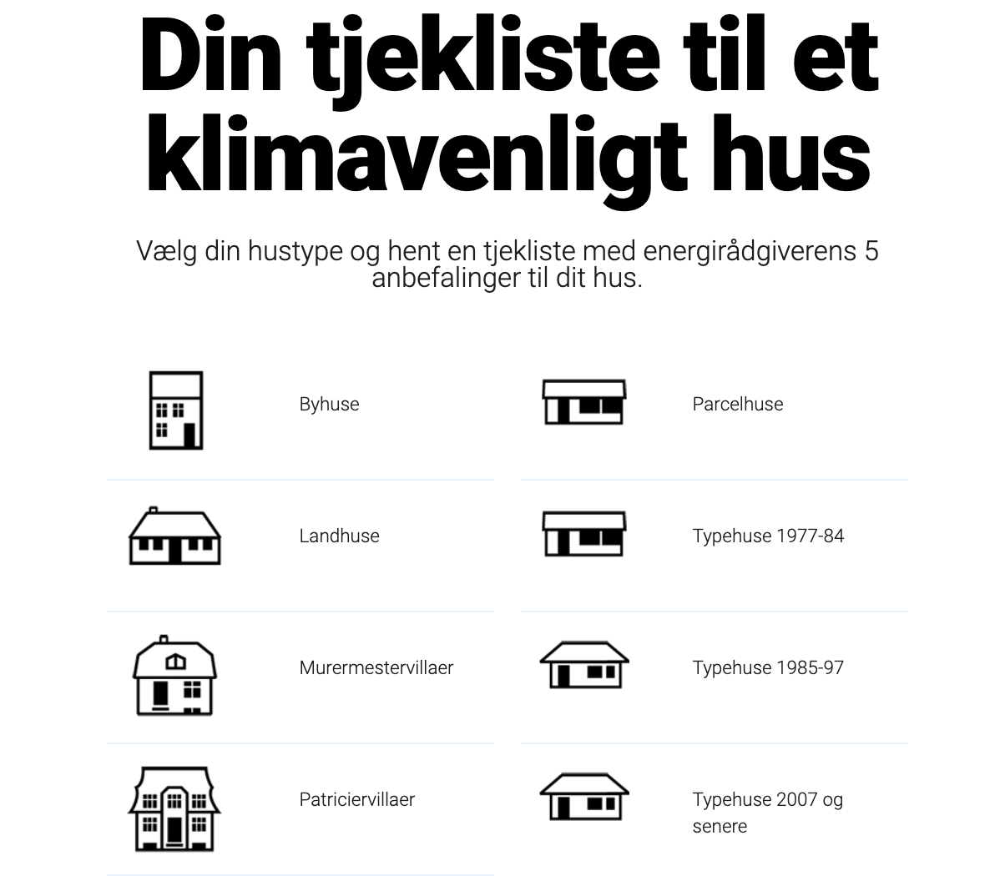 Din tjekliste til et
klimavenligt hus
Vælg din hustype og hent en tjekliste med energirådgiverens 5
anbefalinger til dit hus.
Byhuse
Parcelhuse
Landhuse
Typehuse 1977-84
Murermestervillaer
Typehuse 1985-97
Patriciervillaer
Typehuse 2007 og
senere